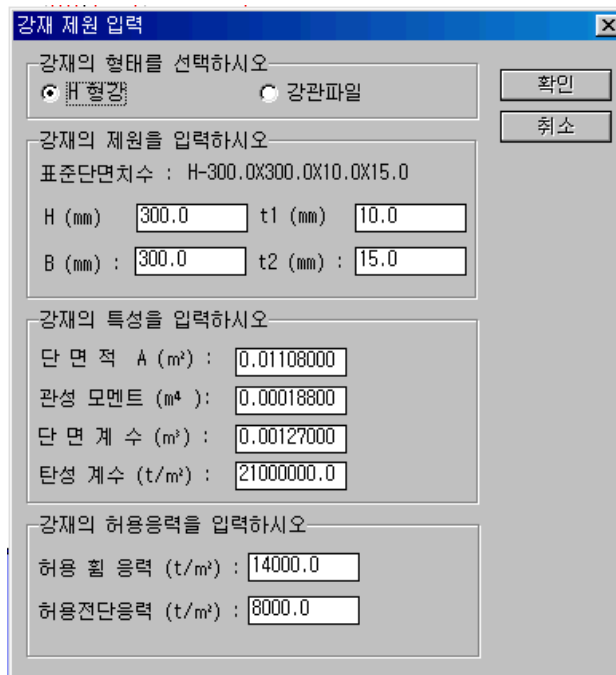 강재 제원 입력
강재의 형태를 선택하시오
H 형강 강관파일
확인
취소
강재의 제원을 입력하시오
표준단면치수 : H-300.0X300.0X10.0X15.0
H (mm) 300.0 t1 (mm) 10.0
B (mm) : 300.0 t2 (mm) : 15.0
강재의 특성을 입력하시오
단 면 적 A (m²) : 0.01108000
관성 모멘트 (m⁴ ): 0.00018800
단 면 계 수 (m³) : 0.00127000
탄성 계수 (t/m²) : 21000000.0
강재의 허용응력을 입력하시오
허용 휨 응력 (t/m²) : 14000.0
허용전단응력 (t/m²) : 8000.0